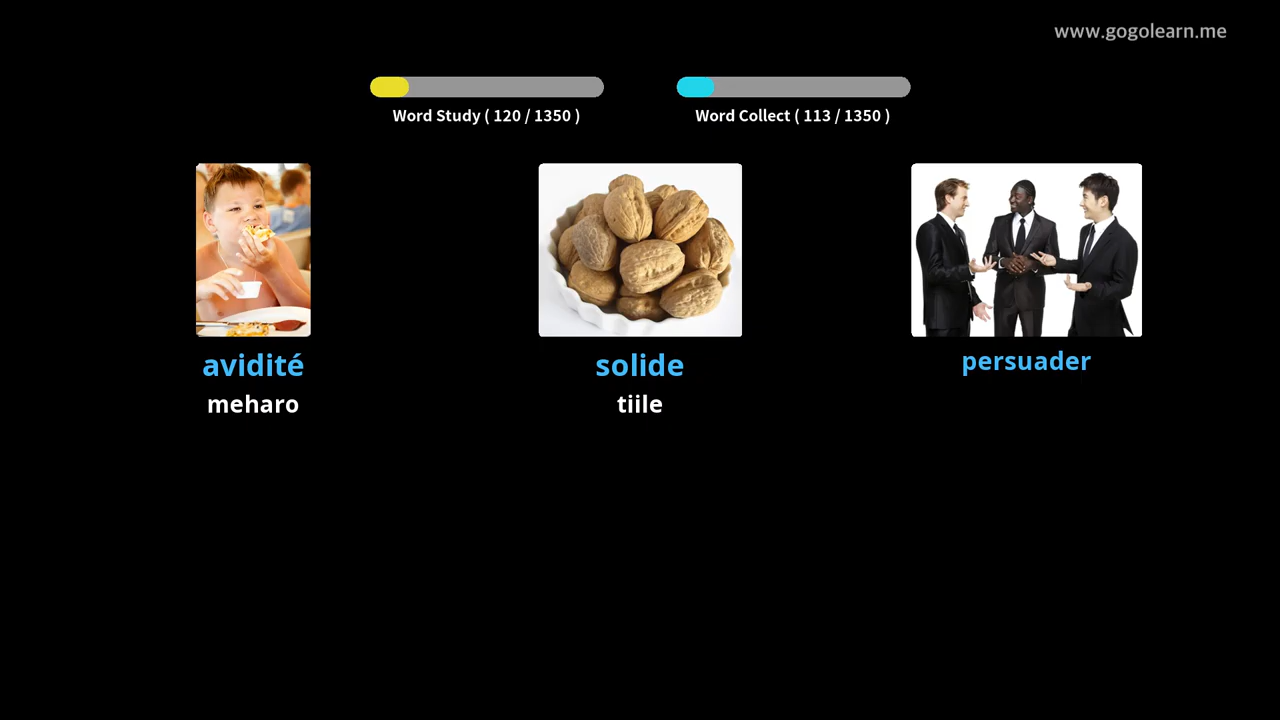 www.gogolearn.me
Word Study ( 120 / 1350 )
Word Collect ( 113 / 1350 )
avidité
meharo
solide
tiile
persuader